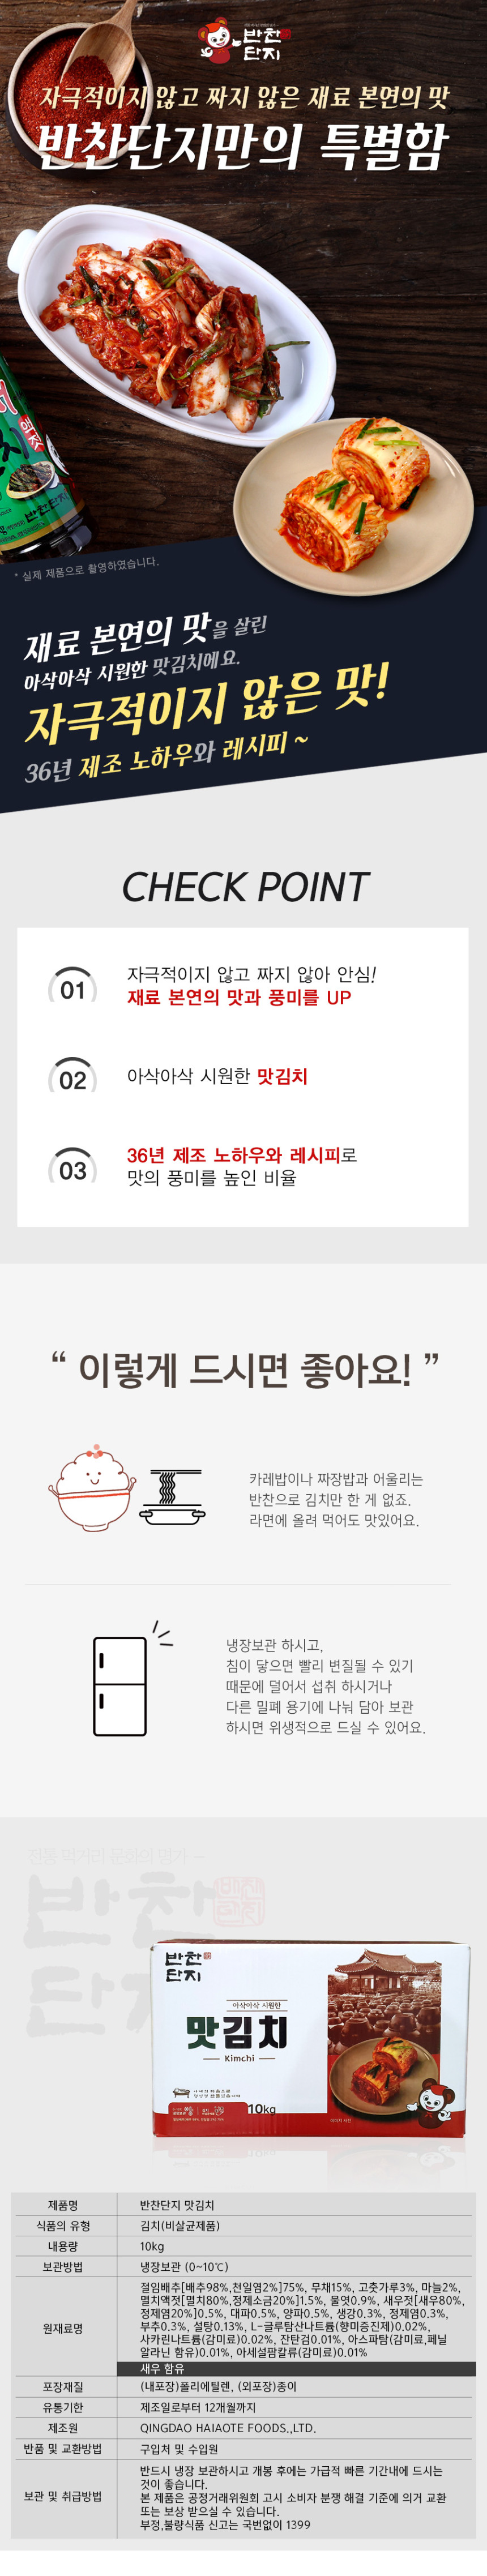 반찬
단지
자극적이지 않고 짜지 않은 재료 본연의 맛
반찬단지만의 특별함
반찬단지
* 실제 제품으로 촬영하였습니다.
재료 본연의 맛을 살린
아삭아삭 시원한 맛김치에요.
자극적이지 않은 맛!
36년 제조 노하우와 레시피 ~
CHECK POINT
01
자극적이지 않고 짜지 않아 안심!
재료 본연의 맛과 풍미를 UP
02
아삭아삭 시원한 맛김치
03
36년 제조 노하우와 레시피로
맛의 풍미를 높인 비율
“ 이렇게 드시면 좋아요! ”
카레밥이나 짜장밥과 어울리는
반찬으로 김치만 한 게 없죠.
라면에 올려 먹어도 맛있어요.
냉장보관 하시고,
침이 닿으면 빨리 변질될 수 있기
때문에 덜어서 섭취 하시거나
다른 밀폐 용기에 나눠 담아 보관
하시면 위생적으로 드실 수 있어요.
전통 먹거리 문화의 명가 ~
반찬
단지
반찬
단지
아삭아삭 시원한
맛김치
Kimchi
10kg
제품명 반찬단지 맛김치
식품의 유형 김치(비살균제품)
내용량 10kg
보관방법 냉장보관 (0~10℃)
원재료명 절임배추[배추98%,천일염2%]75%, 무채15%, 고춧가루3%, 마늘2%,
멸치액젓[멸치80%,정제소금20%]1.5%, 물엿0.9%, 새우젓[새우80%,
정제염20%]0.5%, 대파0.5%, 양파0.5%, 생강0.3%, 정제염0.3%,
부추0.3%, 설탕0.13%, L-글루탐산나트륨(향미증진제)0.02%,
사카린나트륨(감미료)0.02%, 잔탄검0.01%, 아스파탐(감미료,페닐
알라닌 함유)0.01%, 아세설팜칼륨(감미료)0.01%
새우 함유
포장재질 (내포장)폴리에틸렌, (외포장)종이
유통기한 제조일로부터 12개월까지
제조원 QINGDAO HAIAOTE FOODS.,LTD.
반품 및 교환방법 구입처 및 수입원
보관 및 취급방법 반드시 냉장 보관하시고 개봉 후에는 가급적 빠른 기간내에 드시는
것이 좋습니다.
본 제품은 공정거래위원회 고시 소비자 분쟁 해결 기준에 의거 교환
또는 보상 받으실 수 있습니다.
부정,불량식품 신고는 국번없이 1399